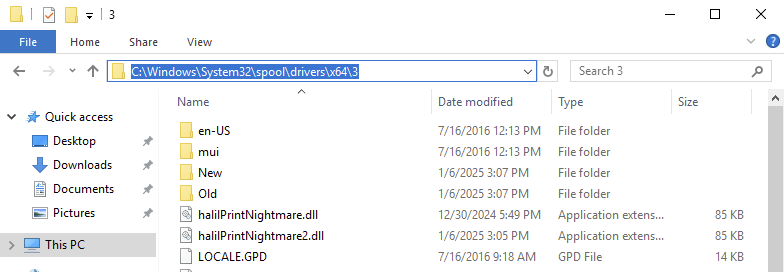 3
File Home Share View
C:\Windows\System32\spool\drivers\x64\3 Search 3
Name Date modified Type Size
Quick access
Desktop
Downloads
Documents
Pictures
This PC
en-US 7/16/2016 12:13 PM File folder
mui 7/16/2016 12:13 PM File folder
New 1/6/2025 3:07 PM File folder
Old 1/6/2025 3:07 PM File folder
halilPrintNightmare.dll 12/30/2024 5:49 PM Application extens... 85 KB
halilPrintNightmare2.dll 1/6/2025 3:05 PM Application extens... 85 KB
LOCALE.GPD 7/16/2016 9:18 AM GPD File 14 KB